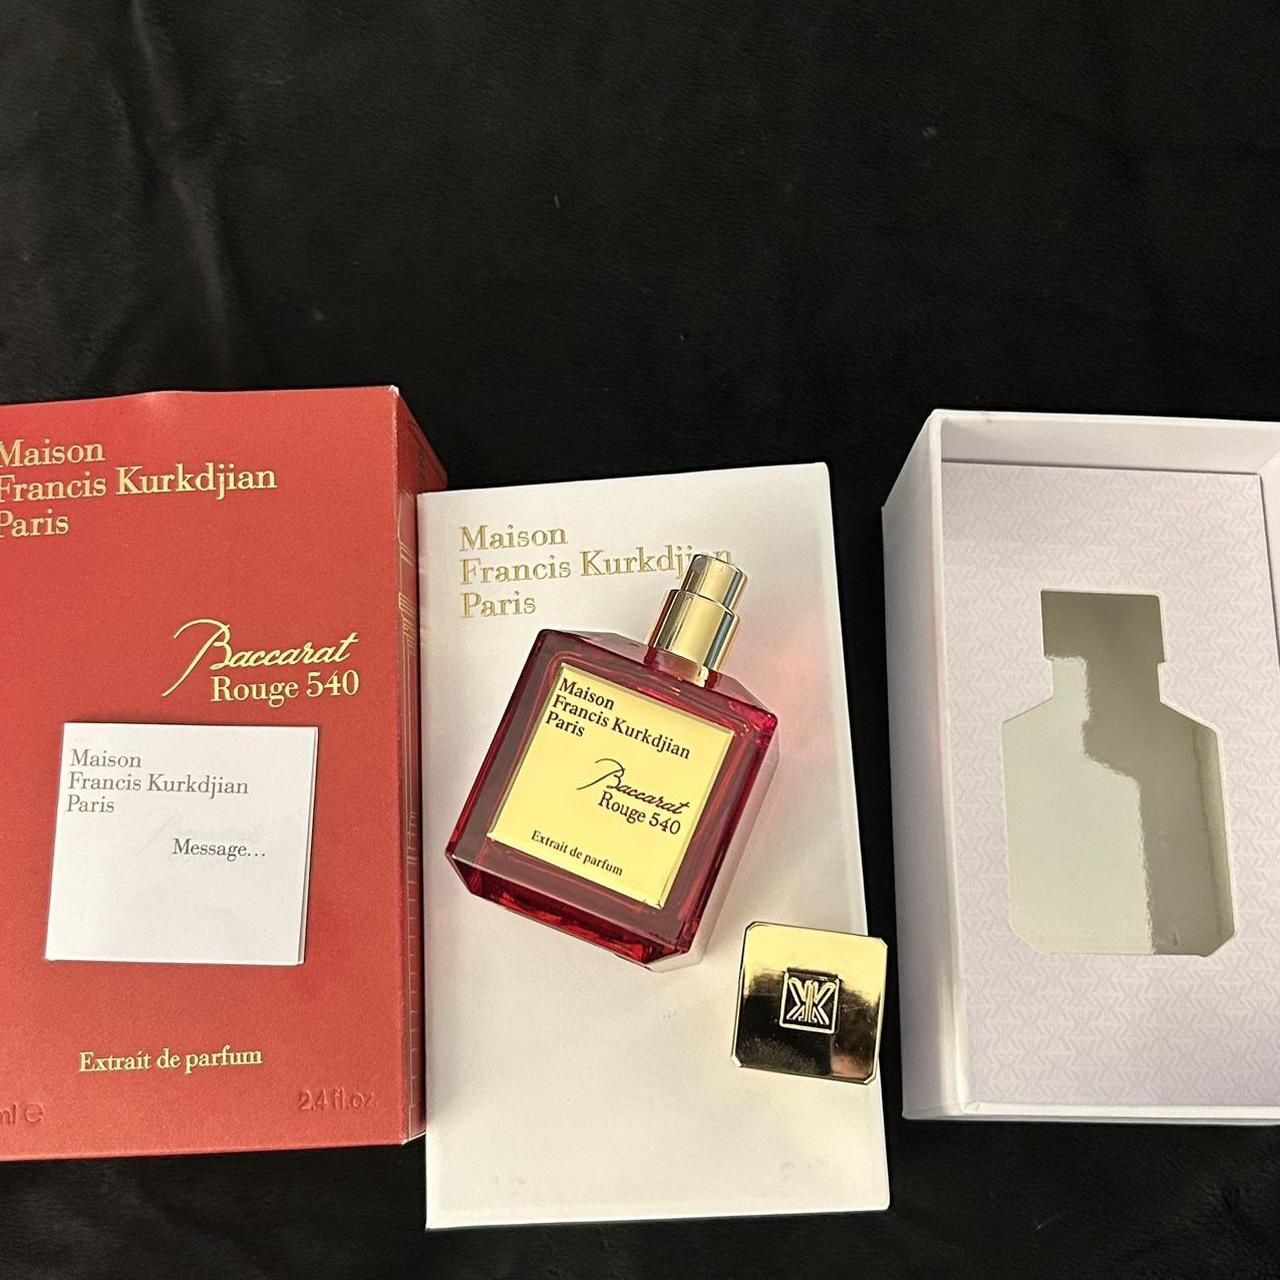 Maison
Francis Kurkdjian
Paris
Baccarat
Rouge 540
Maison
Francis Kurkdjian
Paris
Message...
Extrait de parfum
ml e
2.4 fl.oz.
Maison
Francis Kurkdjian
Paris
Maison
Francis Kurkdjian
Paris
Baccarat
Rouge 540
Extrait de parfum